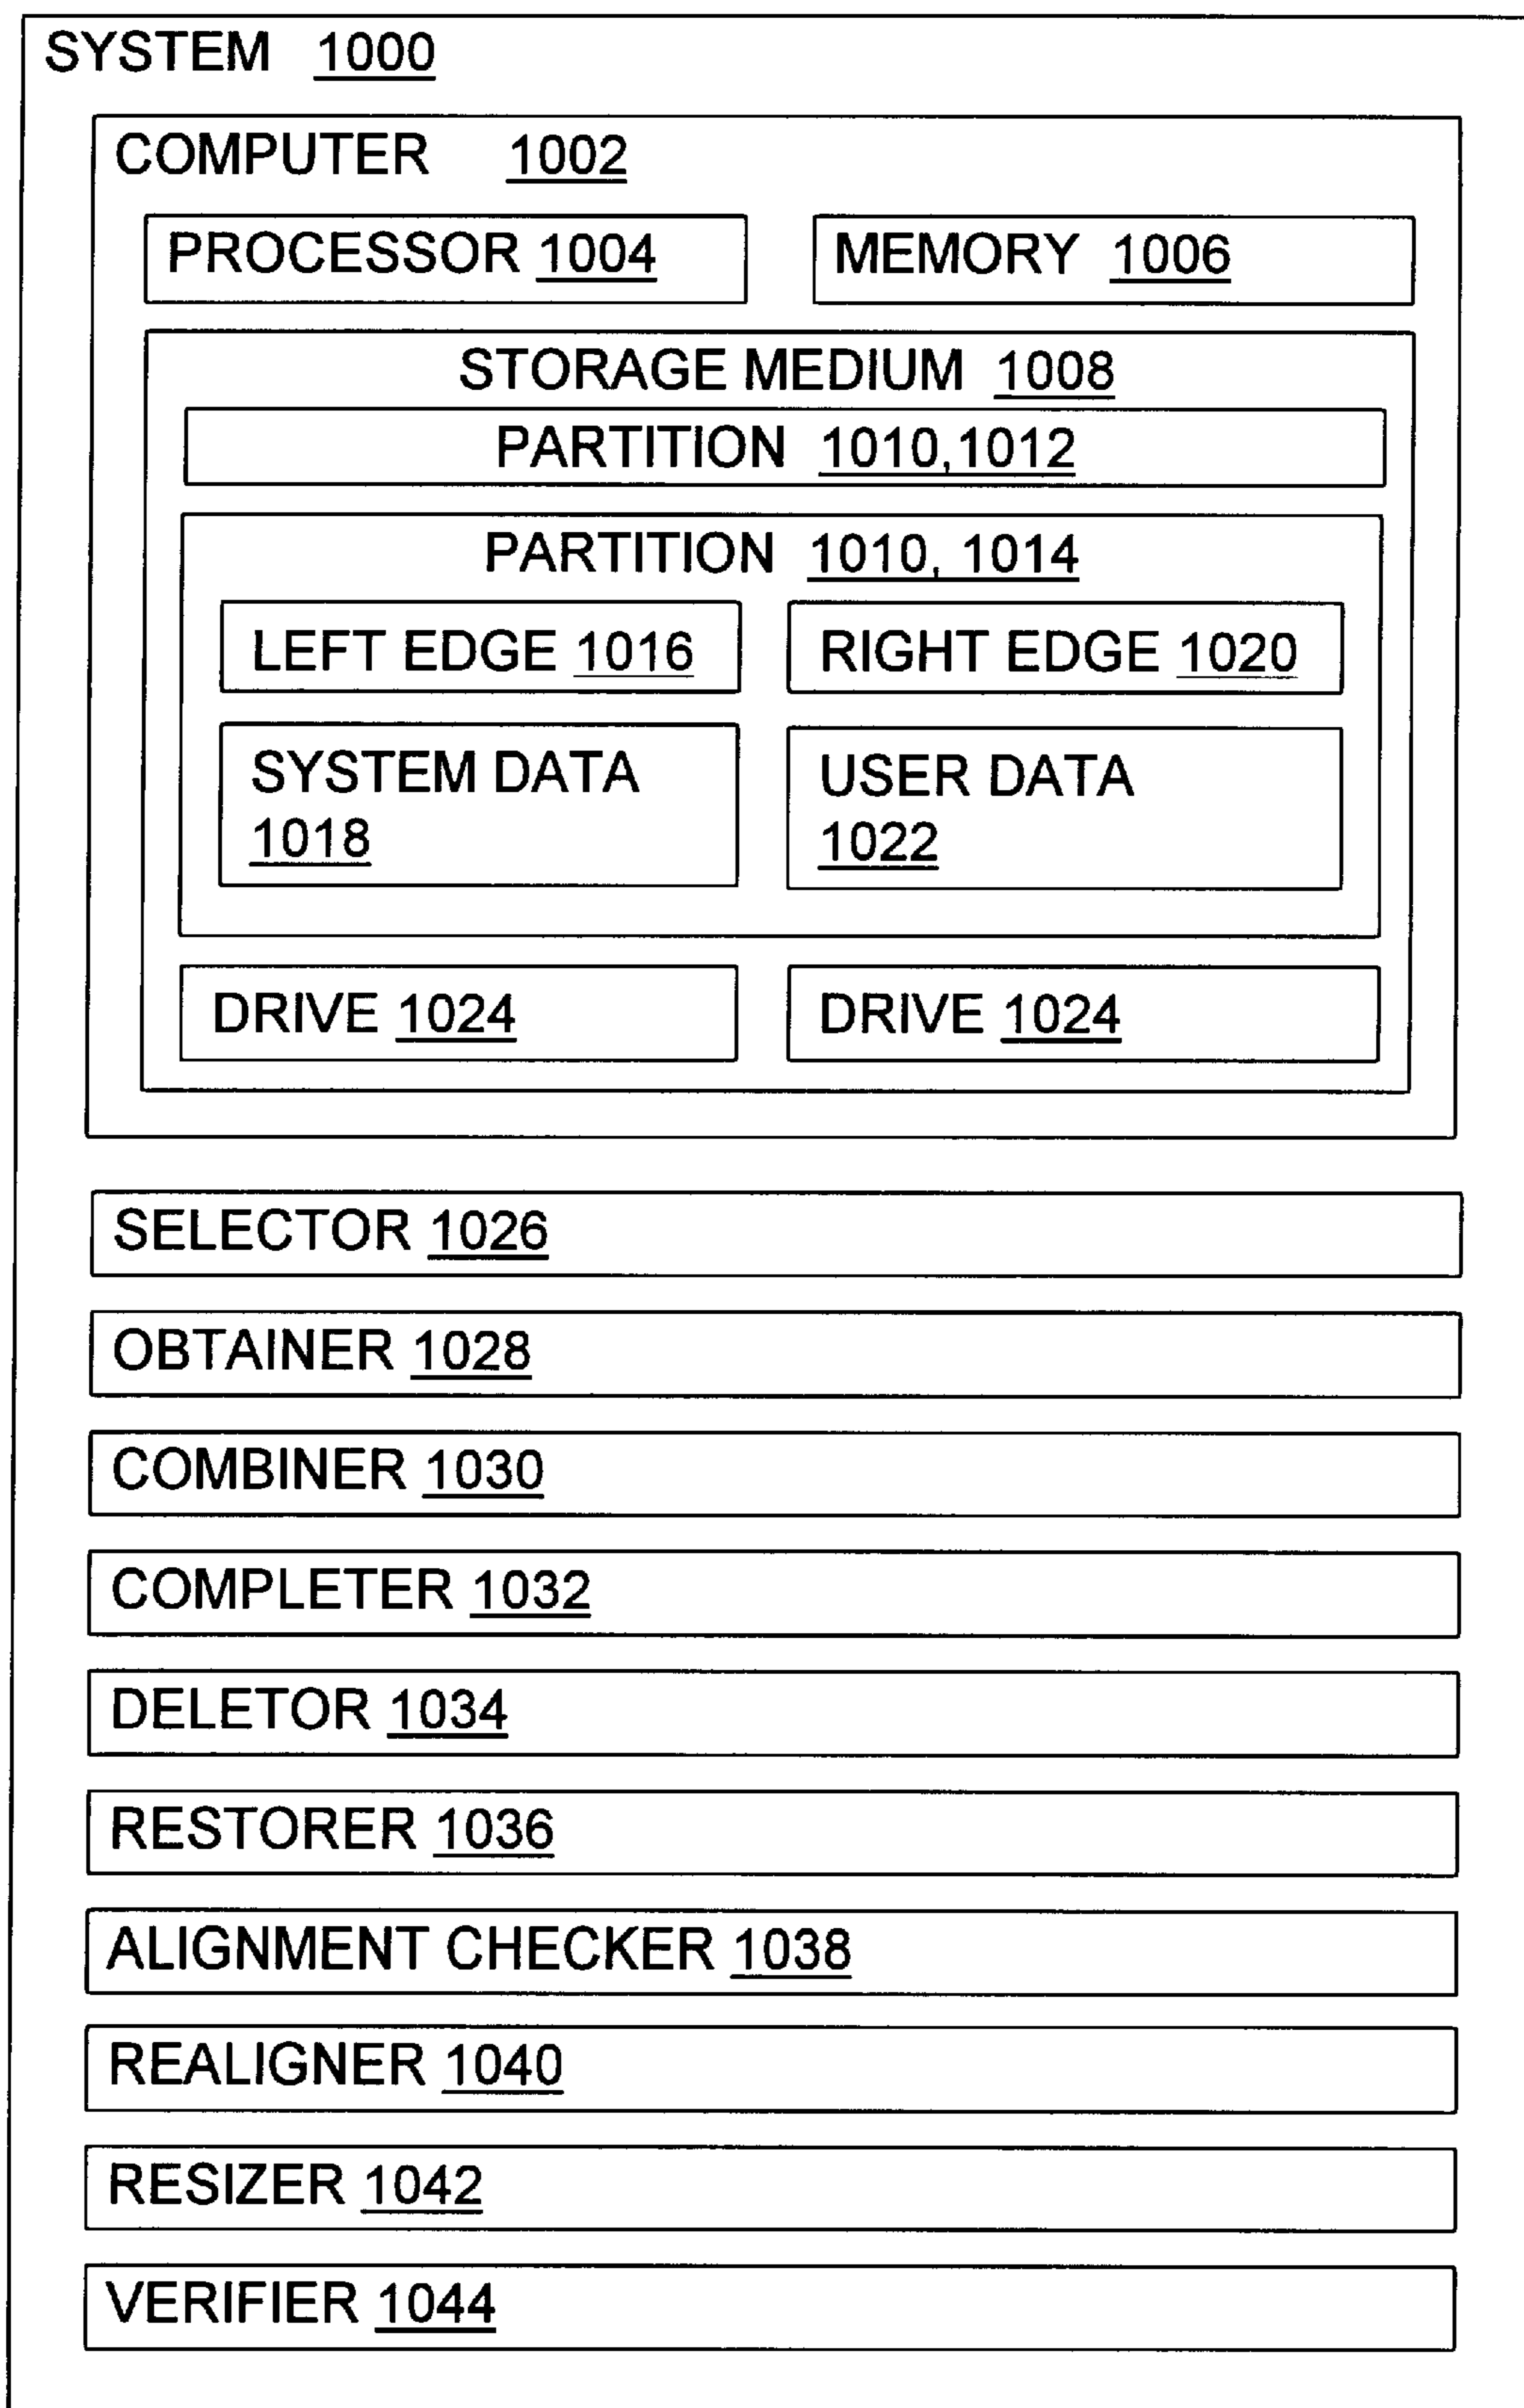 SYSTEM 1000
COMPUTER 1002
PROCESSOR 1004
MEMORY 1006
STORAGE MEDIUM 1008
PARTITION 1010,1012
PARTITION 1010, 1014
LEFT EDGE 1016
RIGHT EDGE 1020
SYSTEM DATA
1018
USER DATA
1022
DRIVE 1024
DRIVE 1024
SELECTOR 1026
OBTAINER 1028
COMBINER 1030
COMPLETER 1032
DELETOR 1034
RESTORER 1036
ALIGNMENT CHECKER 1038
REALIGNER 1040
RESIZER 1042
VERIFIER 1044